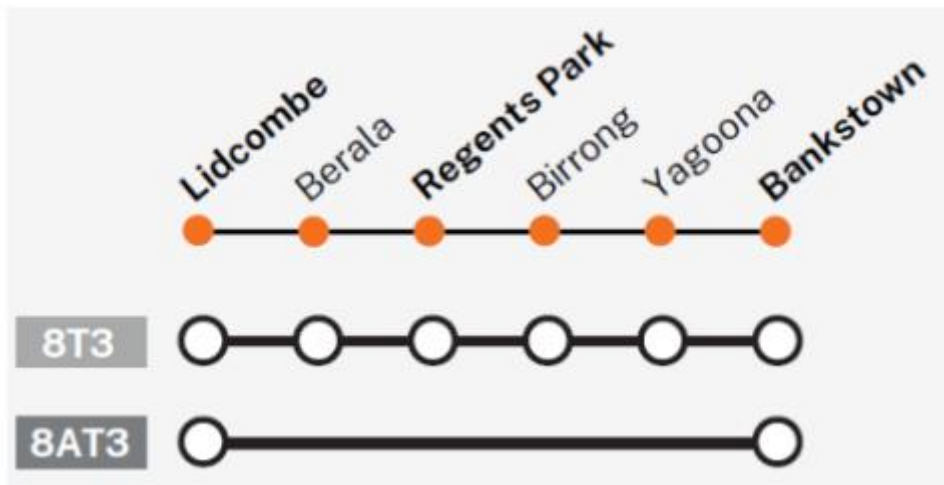 Lidcombe
Berala
Regents Park
Birrong
Yagoona
Bankstown
8T3
8AT3